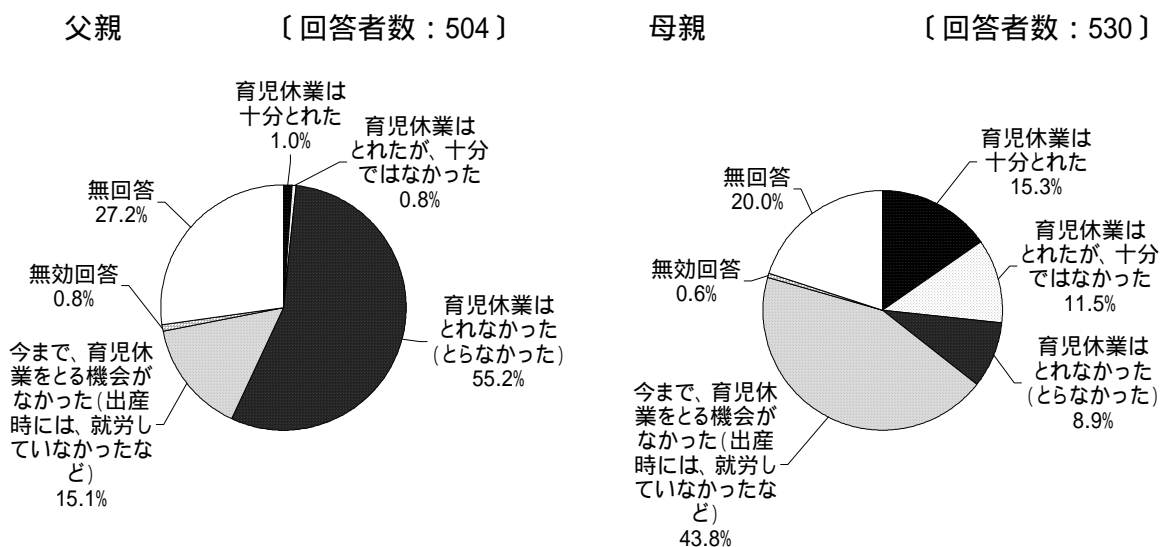 父親 〔回答者数：504〕
育児休業は
十分とれた
1.0%
育児休業は
とれたが、十分
ではなかった
0.8%
育児休業は
とれなかった
(とらなかった)
55.2%
今まで、育児休
業をとる機会が
なかった(出産
時には、就労し
ていなかったな
ど)
15.1%
無効回答
0.8%
無回答
27.2%
母親 〔回答者数：530〕
育児休業は
十分とれた
15.3%
育児休業は
とれたが、十分
ではなかった
11.5%
育児休業は
とれなかった
(とらなかった)
8.9%
今まで、育児休
業をとる機会が
なかった(出産
時には、就労し
ていなかったな
ど)
43.8%
無効回答
0.6%
無回答
20.0%